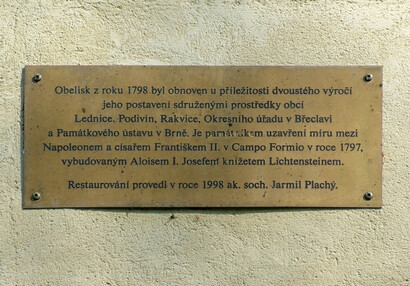 Obelisk z roku 1798 byl obnoven u příležitosti dvoustého výročí
jeho postavení sdruženými prostředky obcí
Lednice, Podivín, Rakvice, Okresního úřadu v Břeclavi
a Památkového ústavu v Brně. Je památníkem uzavření míru mezi
Napoleonem a císařem Františkem II. v Campo Formio v roce 1797,
vybudovaným Aloisem I. Josefem knížetem Lichtensteinem.
Restaurování provedl v roce 1998 ak. soch. Jarmil Plachý.